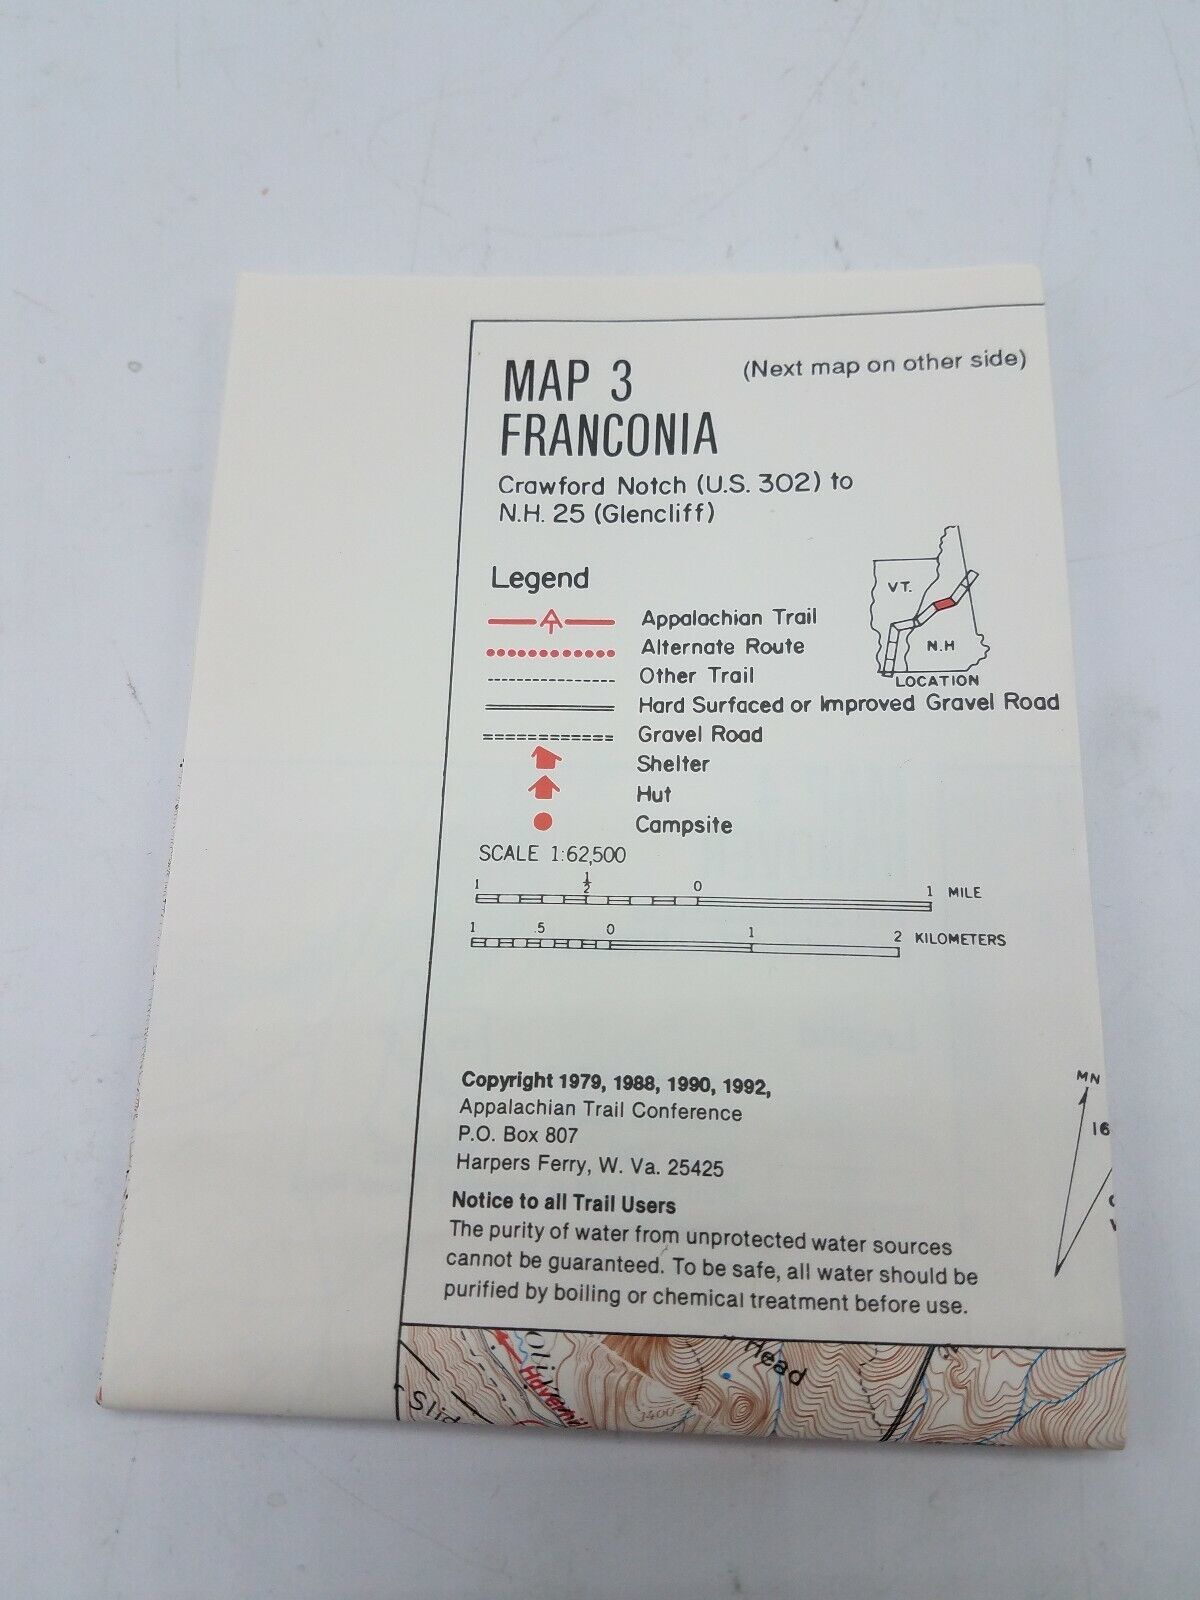 MAP 3
(Next map on other side)
FRANCONIA
Crawford Notch (U.S. 302) to
N.H. 25 (Glencliff)
Legend
Appalachian Trail
Alternate Route
Other Trail
Hard Surfaced or Improved Gravel Road
Gravel Road
Shelter
Hut
Campsite
VT.
N.H
LOCATION
SCALE 1:62,500
1 1/2 0 1 MILE
1 .5 0 1 2 KILOMETERS
Copyright 1979, 1988, 1990, 1992,
Appalachian Trail Conference
P.O. Box 807
Harpers Ferry, W. Va. 25425
MN
16
Notice to all Trail Users
The purity of water from unprotected water sources
cannot be guaranteed. To be safe, all water should be
purified by boiling or chemical treatment before use.
Head
1400